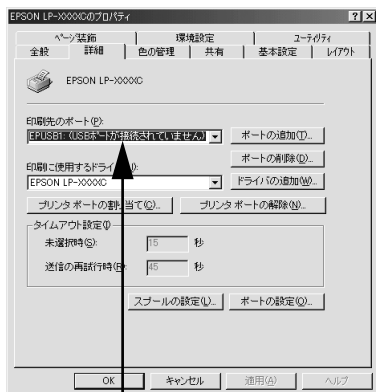 EPSON LP-XXXXCのプロパティ
ページ装飾 環境設定 ユーティリティ
全般 詳細 色の管理 共有 基本設定 レイアウト
EPSON LP-XXXXC
印刷先のポート(P):
EPUSB1: (USBポートが接続されていません) ポートの追加(T)...
ポートの削除(D)...
印刷に使用するドライバ(U):
EPSON LP-XXXXC ドライバの追加(W)...
プリンタ ポートの割り当て(C)... プリンタ ポートの解除(N)...
タイムアウト設定(I)
未選択時(S): 15 秒
送信の再試行時(R): 45 秒
スプールの設定(L)... ポートの設定(O)...
OK キャンセル 適用(A) ヘルプ